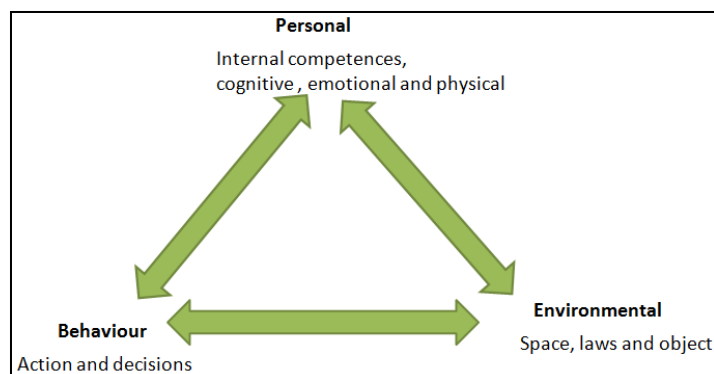 Personal
Internal competences,
cognitive , emotional and physical
Behaviour
Action and decisions
Environmental
Space, laws and object